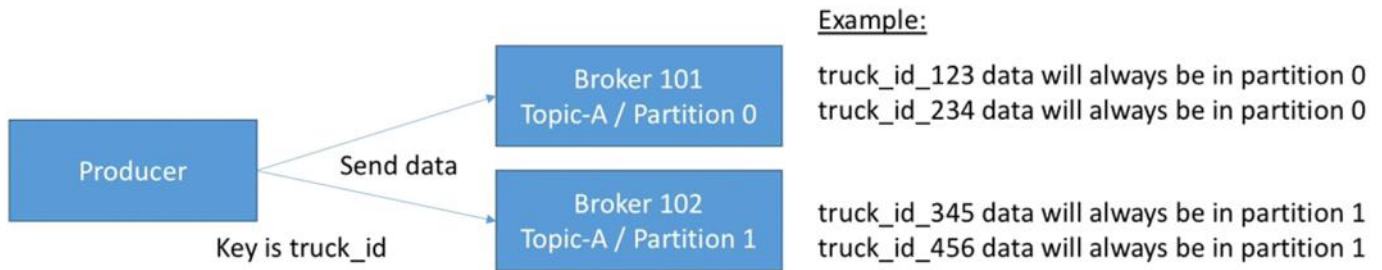 Producer
Key is truck_id
Send data
Broker 101
Topic-A / Partition 0
Broker 102
Topic-A / Partition 1
Example:
truck_id_123 data will always be in partition 0
truck_id_234 data will always be in partition 0
truck_id_345 data will always be in partition 1
truck_id_456 data will always be in partition 1